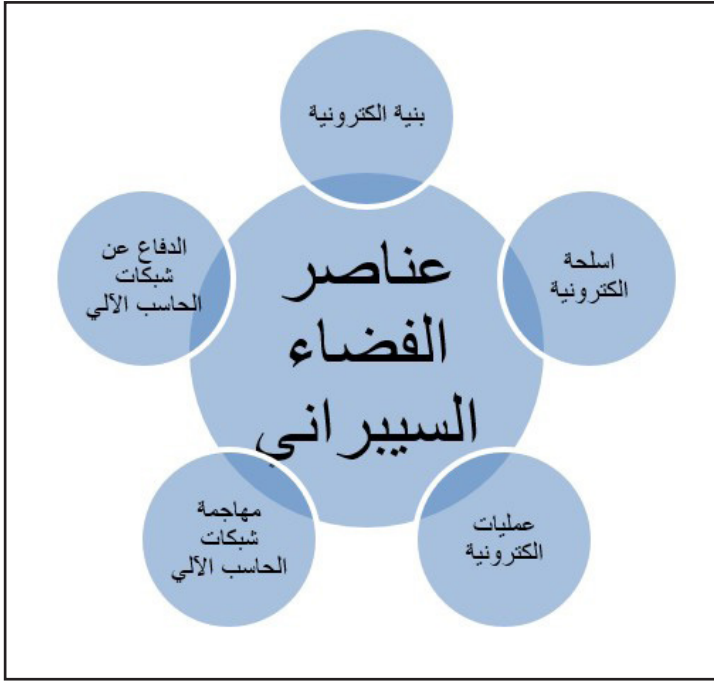 بنية الكترونية
اسلحة
الكترونية
عمليات
الكترونية
مهاجمة
شبكات
الحاسب الآلي
الدفاع عن
شبكات
الحاسب الآلي
عناصر
الفضاء
السيبراني